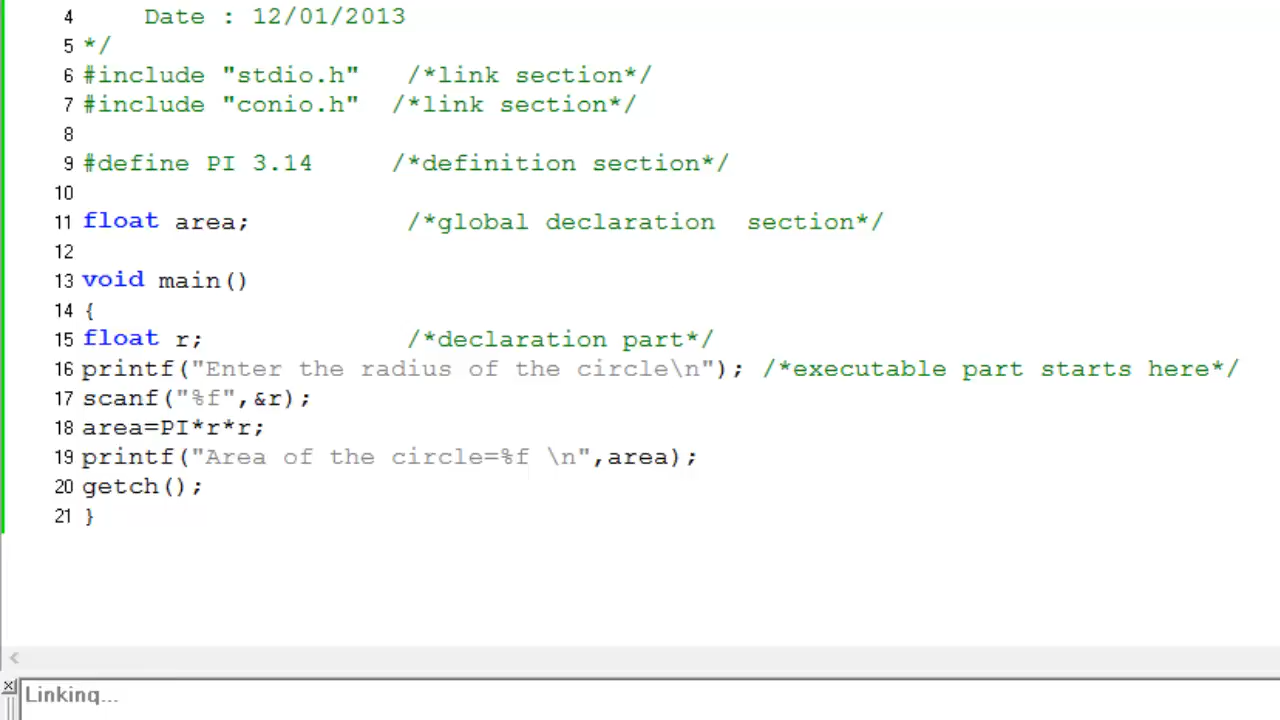 4 Date : 12/01/2013
5 */
6 #include "stdio.h" /*link section*/
7 #include "conio.h" /*link section*/
8
9 #define PI 3.14 /*definition section*/
10
11 float area; /*global declaration section*/
12
13 void main()
14 {
15 float r; /*declaration part*/
16 printf("Enter the radius of the circle\n"); /*executable part starts here*/
17 scanf("%f",&r);
18 area=PI*r*r;
19 printf("Area of the circle=%f \n",area);
20 getch();
21 }
Linking...